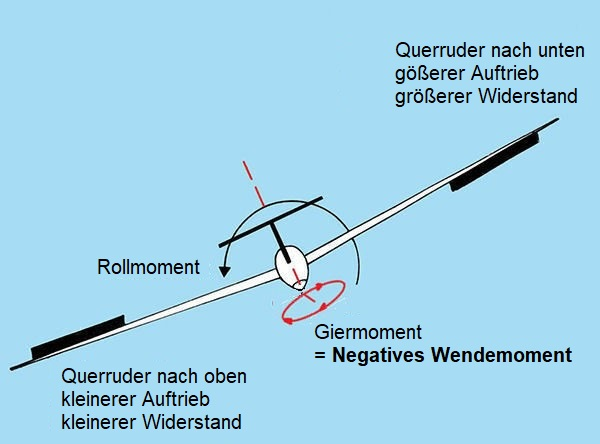 Querruder nach unten
gößerer Auftrieb
größerer Widerstand
Rollmoment
Giermoment
= Negatives Wendemoment
Querruder nach oben
kleinerer Auftrieb
kleinerer Widerstand